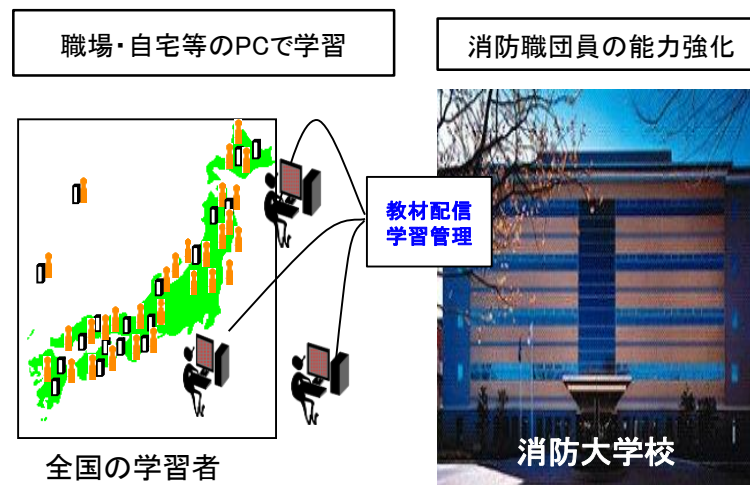 職場・自宅等のPCで学習
消防職団員の能力強化
教材配信
学習管理
消防大学校
全国の学習者